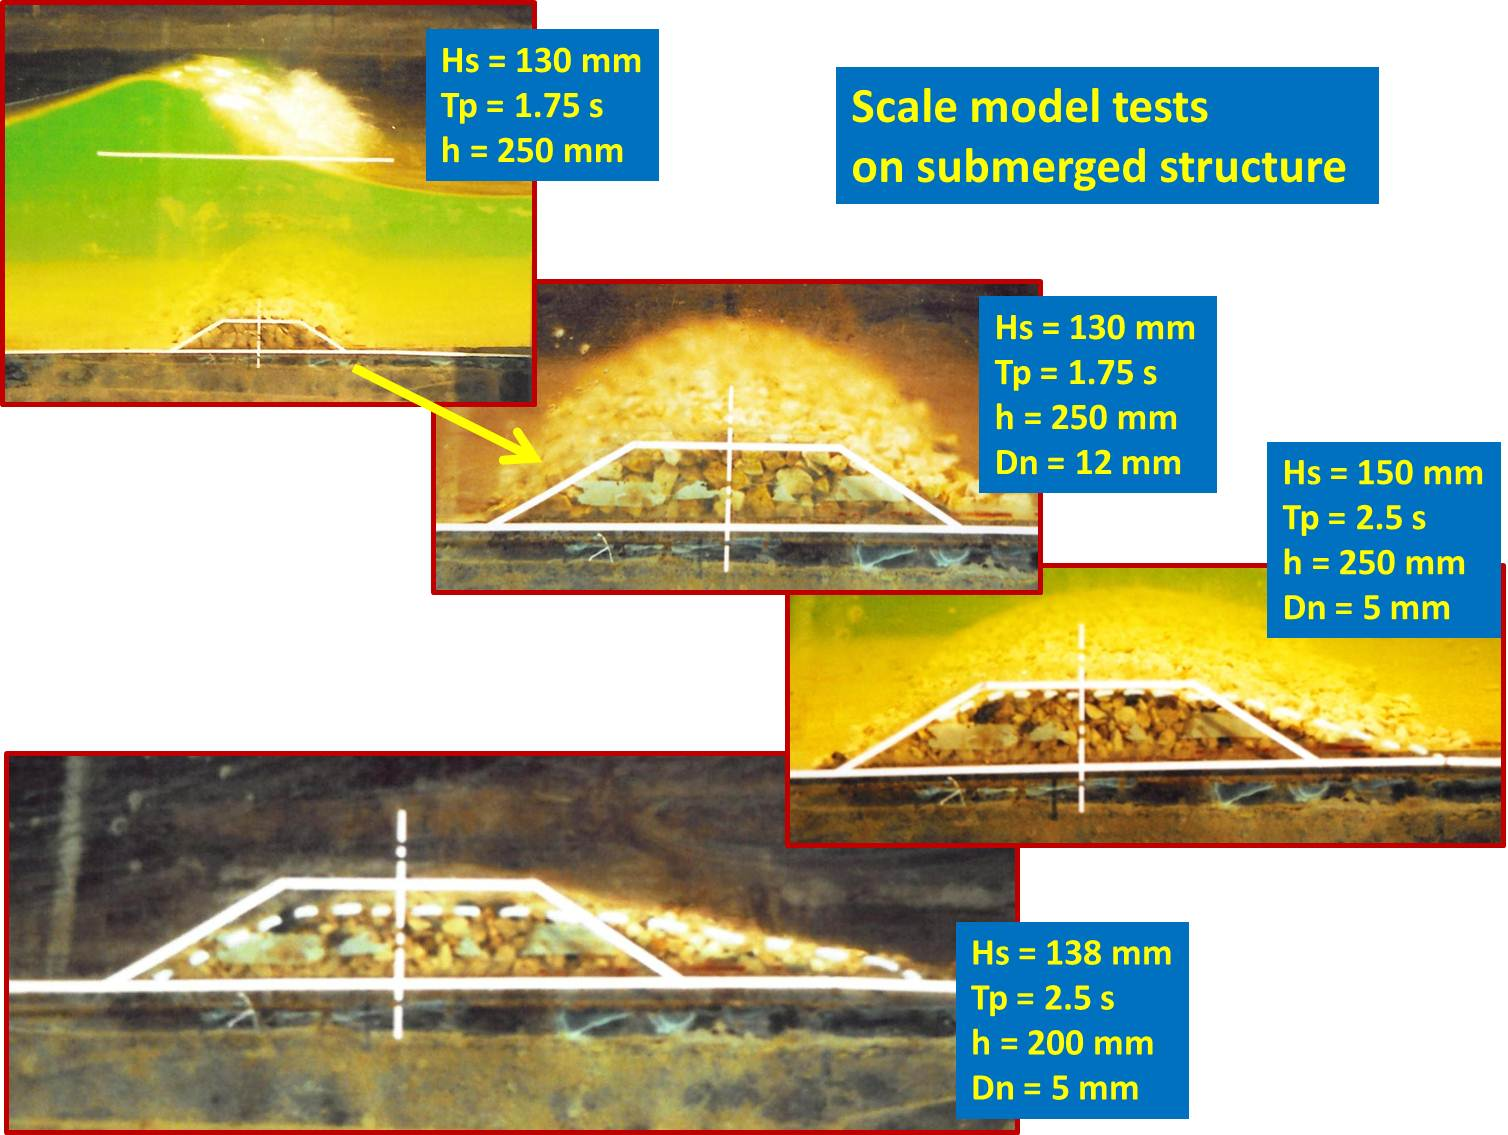 Hs = 130 mm
Tp = 1.75 s
h = 250 mm
Scale model tests
on submerged structure
Hs = 130 mm
Tp = 1.75 s
h = 250 mm
Dn = 12 mm
Hs = 150 mm
Tp = 2.5 s
h = 250 mm
Dn = 5 mm
Hs = 138 mm
Tp = 2.5 s
h = 200 mm
Dn = 5 mm